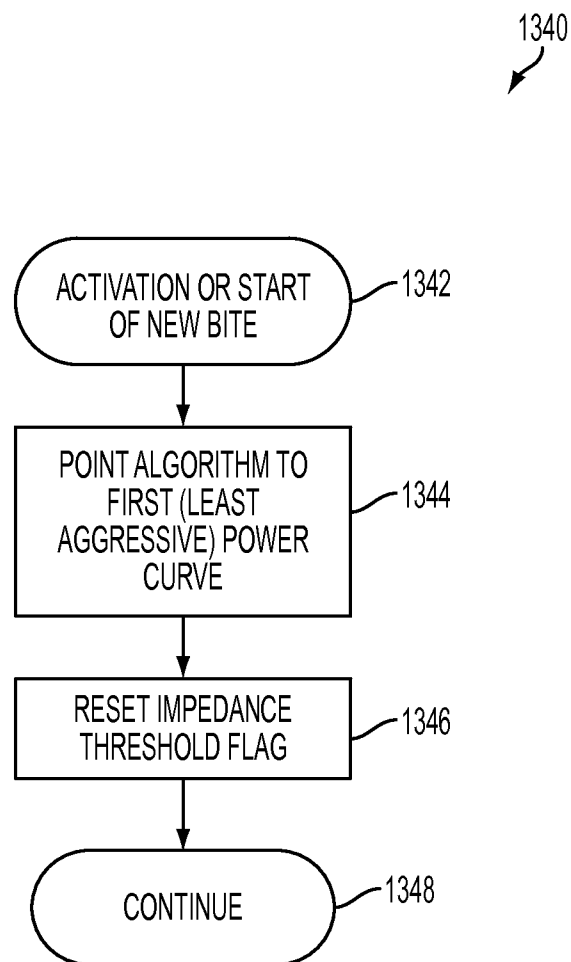 1340
ACTIVATION OR START
OF NEW BITE
1342
POINT ALGORITHM TO
FIRST (LEAST
AGGRESSIVE) POWER
CURVE
1344
RESET IMPEDANCE
THRESHOLD FLAG
1346
CONTINUE
1348